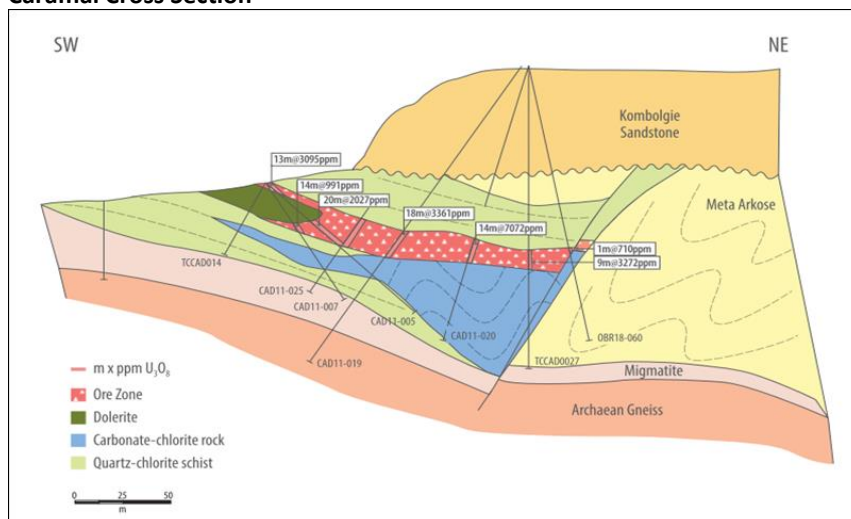 Caramal Cross Section
SW
NE
Kombolgie
Sandstone
13m@3095ppm
14m@991ppm
20m@2027ppm
18m@3361ppm
14m@7072ppm
Meta Arkose
1m@710ppm
9m@3272ppm
TCCAD014
CAD11-025
CAD11-007
CAD11-005
CAD11-020
OBR18-060
CAD11-019
TCCAD0027
Migmatite
Archaean Gneiss
m x ppm U₃O₈
Ore Zone
Dolerite
Carbonate-chlorite rock
Quartz-chlorite schist
0 25 50
m